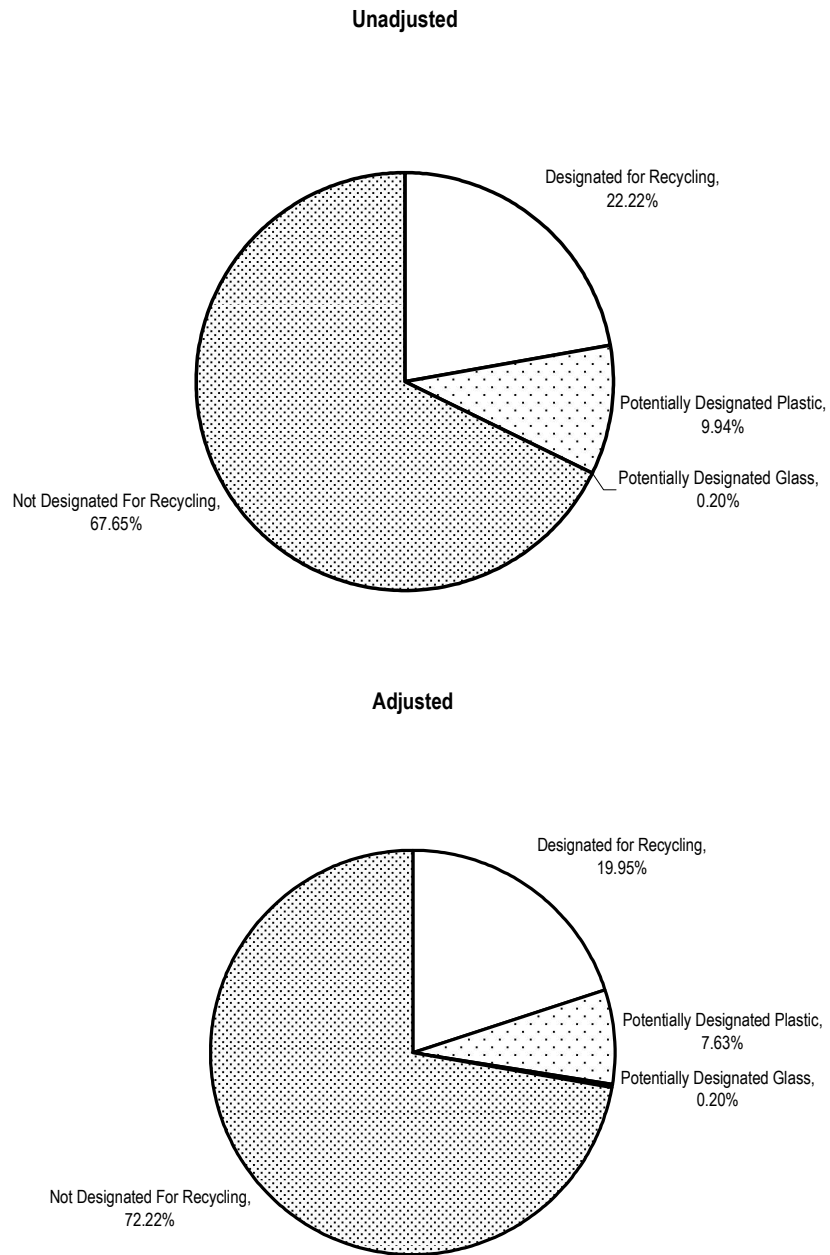 Unadjusted
Designated for Recycling,
22.22%
Potentially Designated Plastic,
9.94%
Potentially Designated Glass,
0.20%
Not Designated For Recycling,
67.65%
Adjusted
Designated for Recycling,
19.95%
Potentially Designated Plastic,
7.63%
Potentially Designated Glass,
0.20%
Not Designated For Recycling,
72.22%